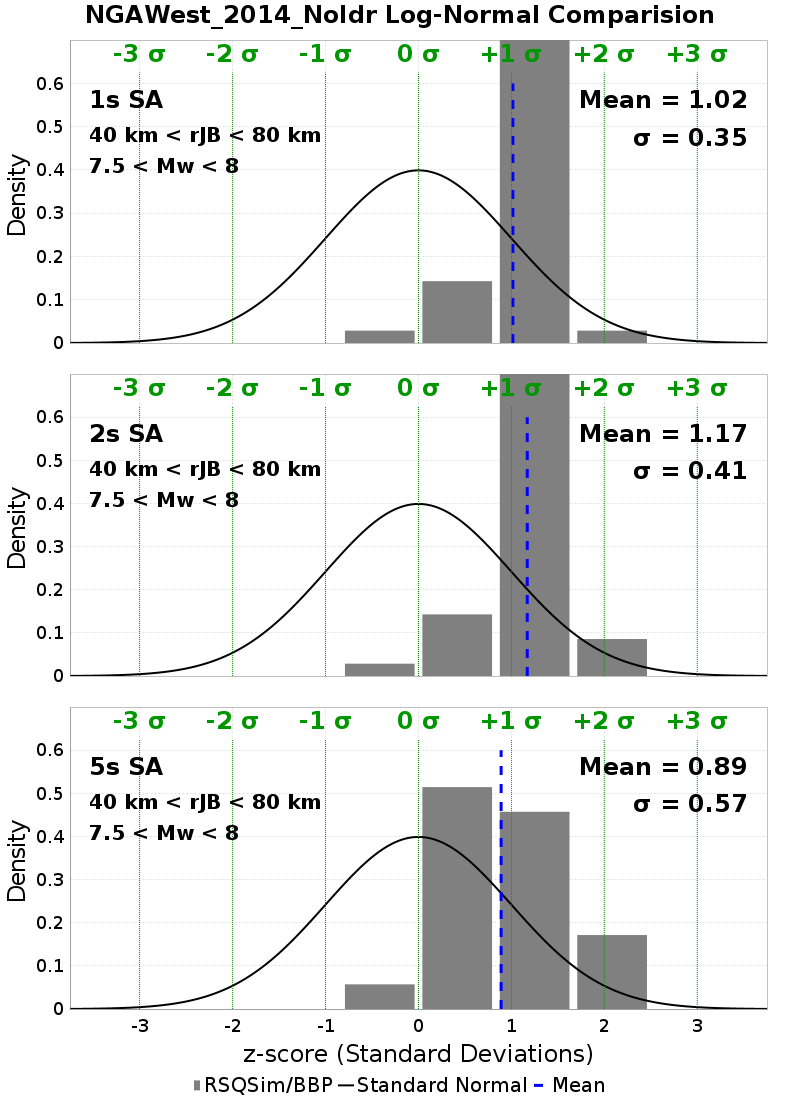 NGAWest_2014_NoIdr Log-Normal Comparision
-3 σ -2 σ -1 σ 0 σ +1 σ +2 σ +3 σ
1s SA
Mean = 1.02
40 km < rJB < 80 km
σ = 0.35
7.5 < Mw < 8
0.6
0.5
0.4
0.3
0.2
0.1
0
Density
-3 σ -2 σ -1 σ 0 σ +1 σ +2 σ +3 σ
2s SA
Mean = 1.17
40 km < rJB < 80 km
σ = 0.41
7.5 < Mw < 8
0.6
0.5
0.4
0.3
0.2
0.1
0
Density
-3 σ -2 σ -1 σ 0 σ +1 σ +2 σ +3 σ
5s SA
Mean = 0.89
40 km < rJB < 80 km
σ = 0.57
7.5 < Mw < 8
0.6
0.5
0.4
0.3
0.2
0.1
0
Density
-3 -2 -1 0 1 2 3
z-score (Standard Deviations)
RSQSim/BBP Standard Normal Mean